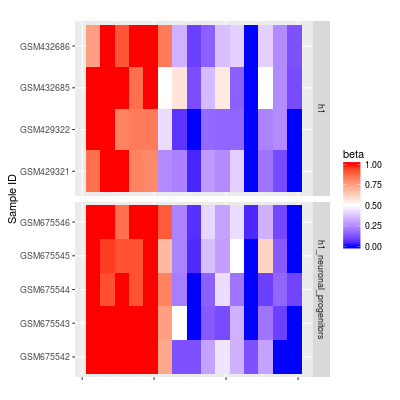 GSM432686
GSM432685
GSM429322
GSM429321
h1
GSM675546
GSM675545
GSM675544
GSM675543
GSM675542
h1_neuronal_progenitors
Sample ID
beta
1.00
0.75
0.50
0.25
0.00